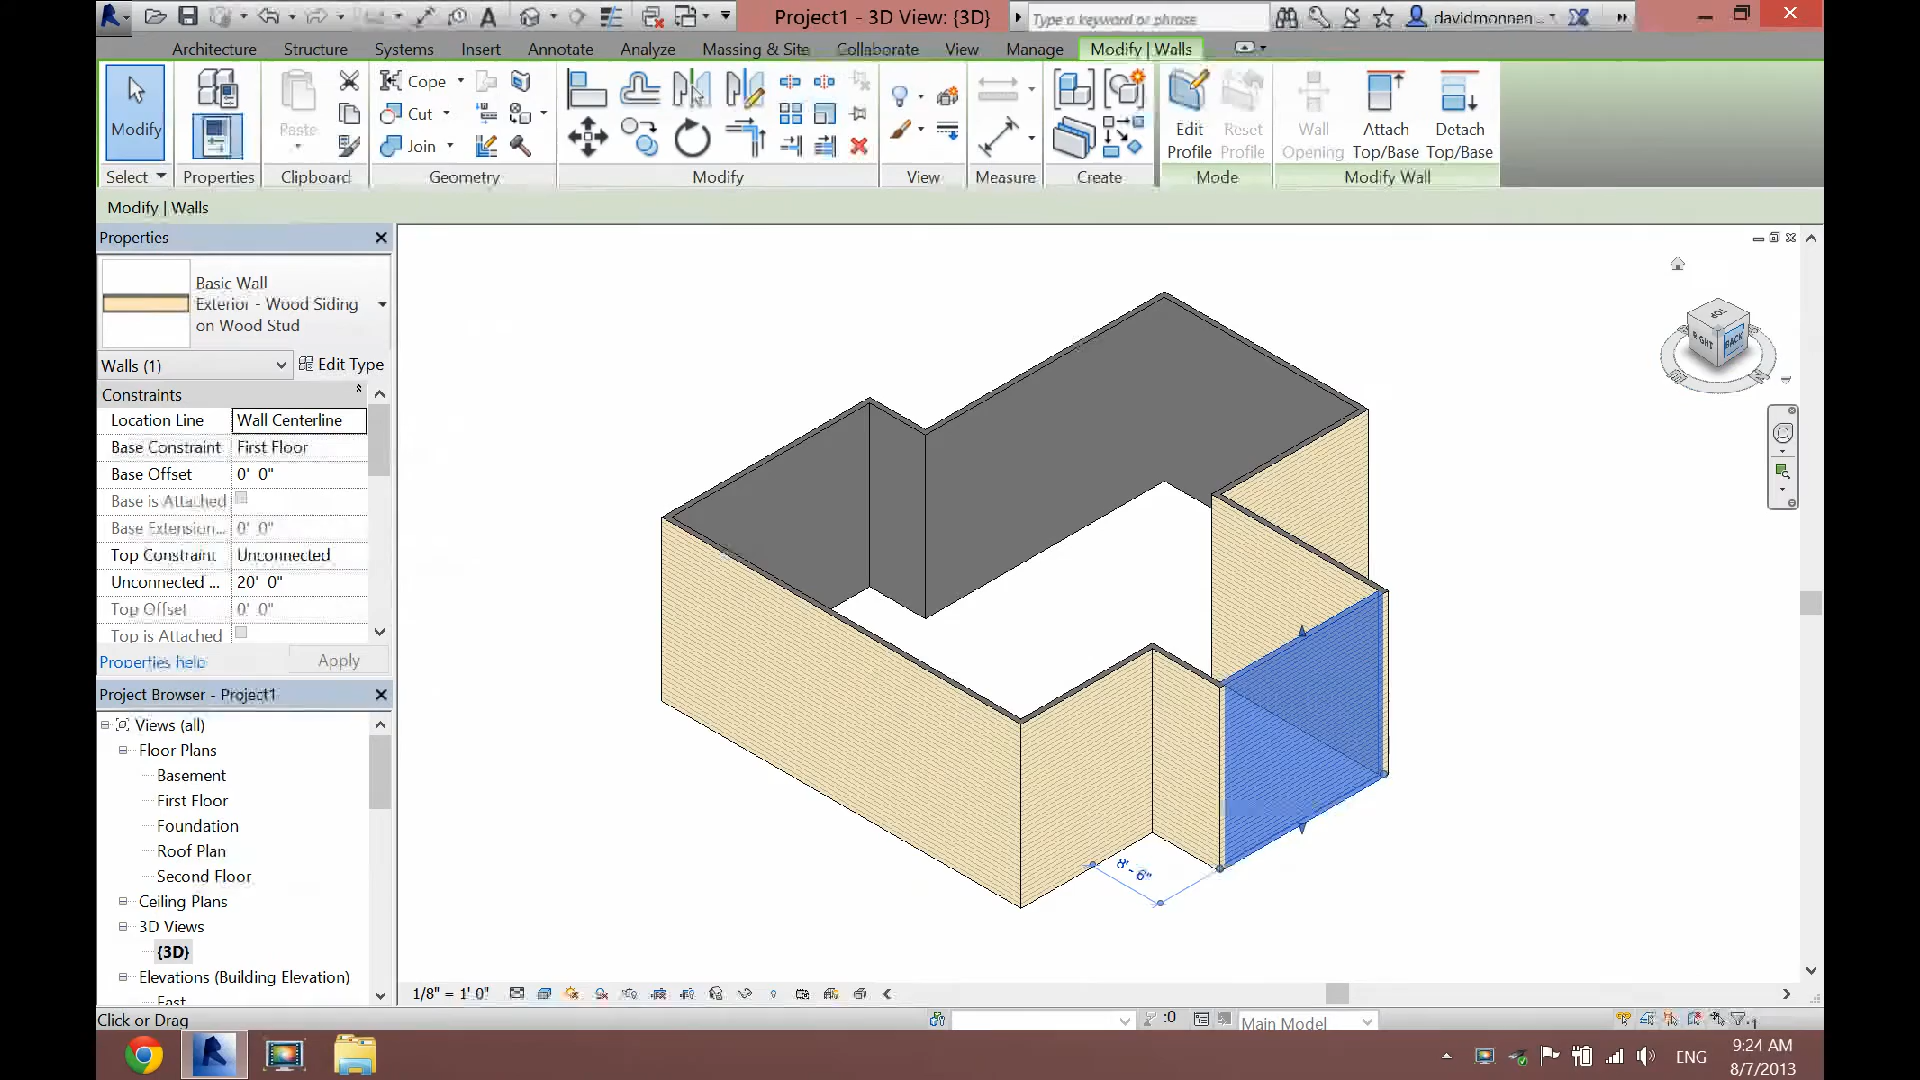 Project1 - 3D View: {3D}
Type a keyword or phrase
davidmonnen...
Architecture Structure Systems Insert Annotate Analyze Massing & Site Collaborate View Manage Modify | Walls
Modify
Paste
Cope
Cut
Join
Edit Profile
Reset Profile
Wall Opening
Attach Top/Base
Detach Top/Base
Select Properties Clipboard Geometry Modify View Measure Create Mode Modify Wall
Modify | Walls
Properties
Basic Wall
Exterior - Wood Siding
on Wood Stud
Walls (1) Edit Type
Constraints
Location Line Wall Centerline
Base Constraint First Floor
Base Offset 0' 0"
Base is Attached
Base Extension... 0' 0"
Top Constraint Unconnected
Unconnected ... 20' 0"
Top Offset 0' 0"
Top is Attached
Properties help Apply
Project Browser - Project1
Views (all)
Floor Plans
Basement
First Floor
Foundation
Roof Plan
Second Floor
Ceiling Plans
3D Views
{3D}
Elevations (Building Elevation)
East
BACK
8' - 6"
1/8" = 1' 0"
Click or Drag
:0
Main Model
:1
ENG
9:24 AM
8/7/2013